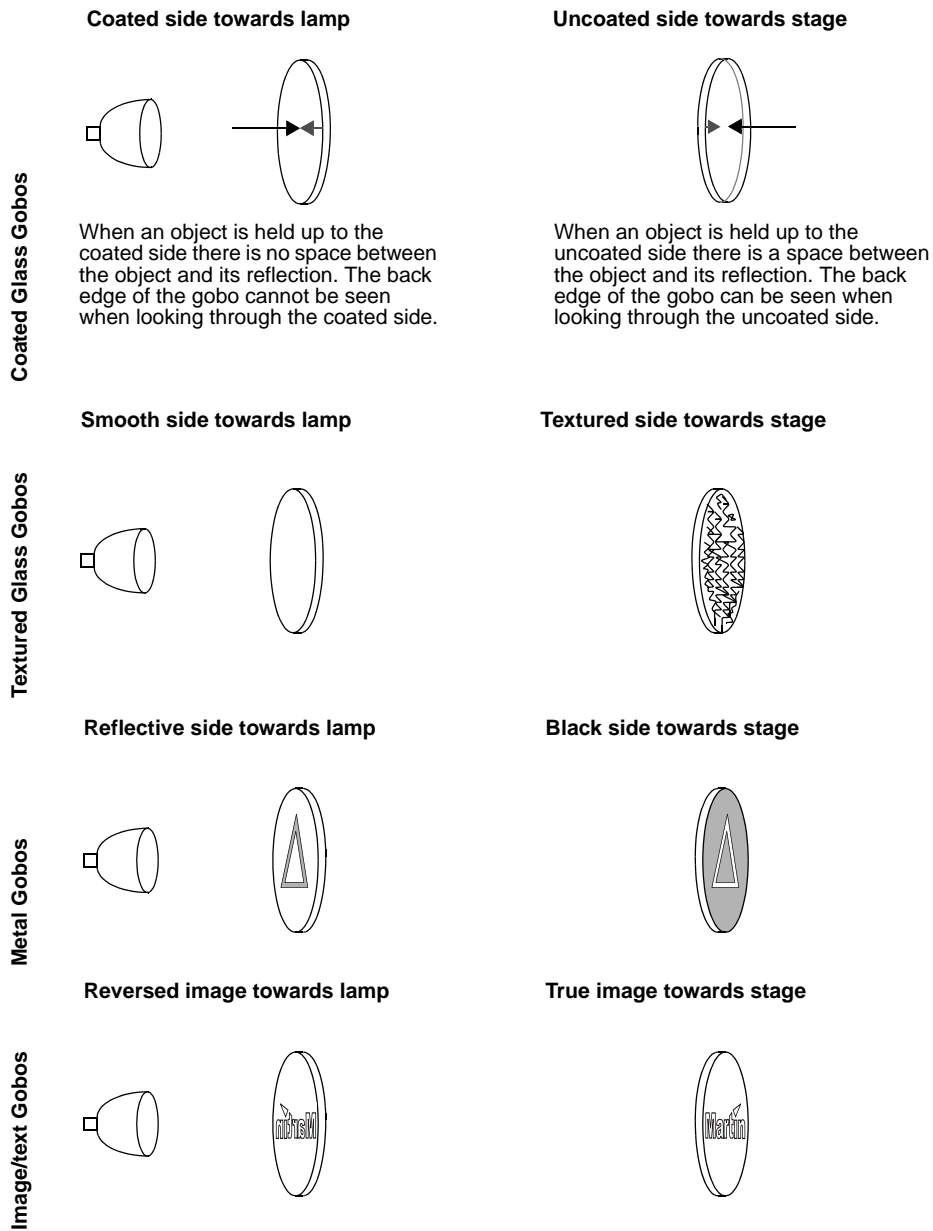 Coated side towards lamp
Uncoated side towards stage
Coated Glass Gobos
When an object is held up to the
coated side there is no space between
the object and its reflection. The back
edge of the gobo cannot be seen
when looking through the coated side.
When an object is held up to the
uncoated side there is a space between
the object and its reflection. The back
edge of the gobo can be seen when
looking through the uncoated side.
Smooth side towards lamp
Textured side towards stage
Textured Glass Gobos
Reflective side towards lamp
Black side towards stage
Metal Gobos
Reversed image towards lamp
True image towards stage
Image/text Gobos
Martin
Martin